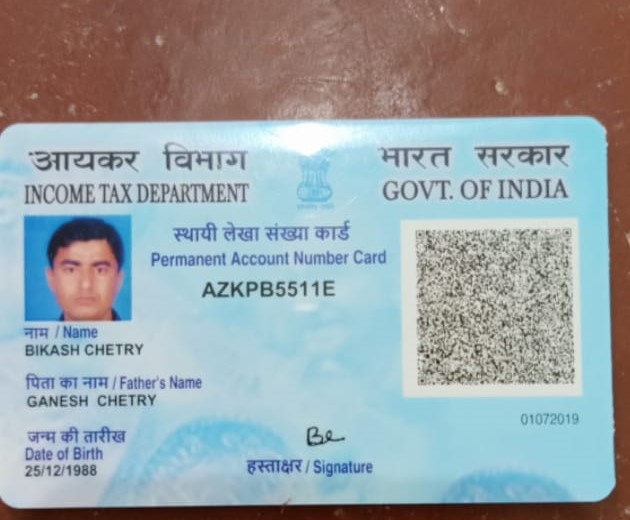 आयकर विभाग
INCOME TAX DEPARTMENT
भारत सरकार
GOVT. OF INDIA
स्थायी लेखा संख्या कार्ड
Permanent Account Number Card
AZKPB5511E
नाम / Name
BIKASH CHETRY
पिता का नाम / Father's Name
GANESH CHETRY
जन्म की तारीख
Date of Birth
25/12/1988
हस्ताक्षर / Signature
01072019